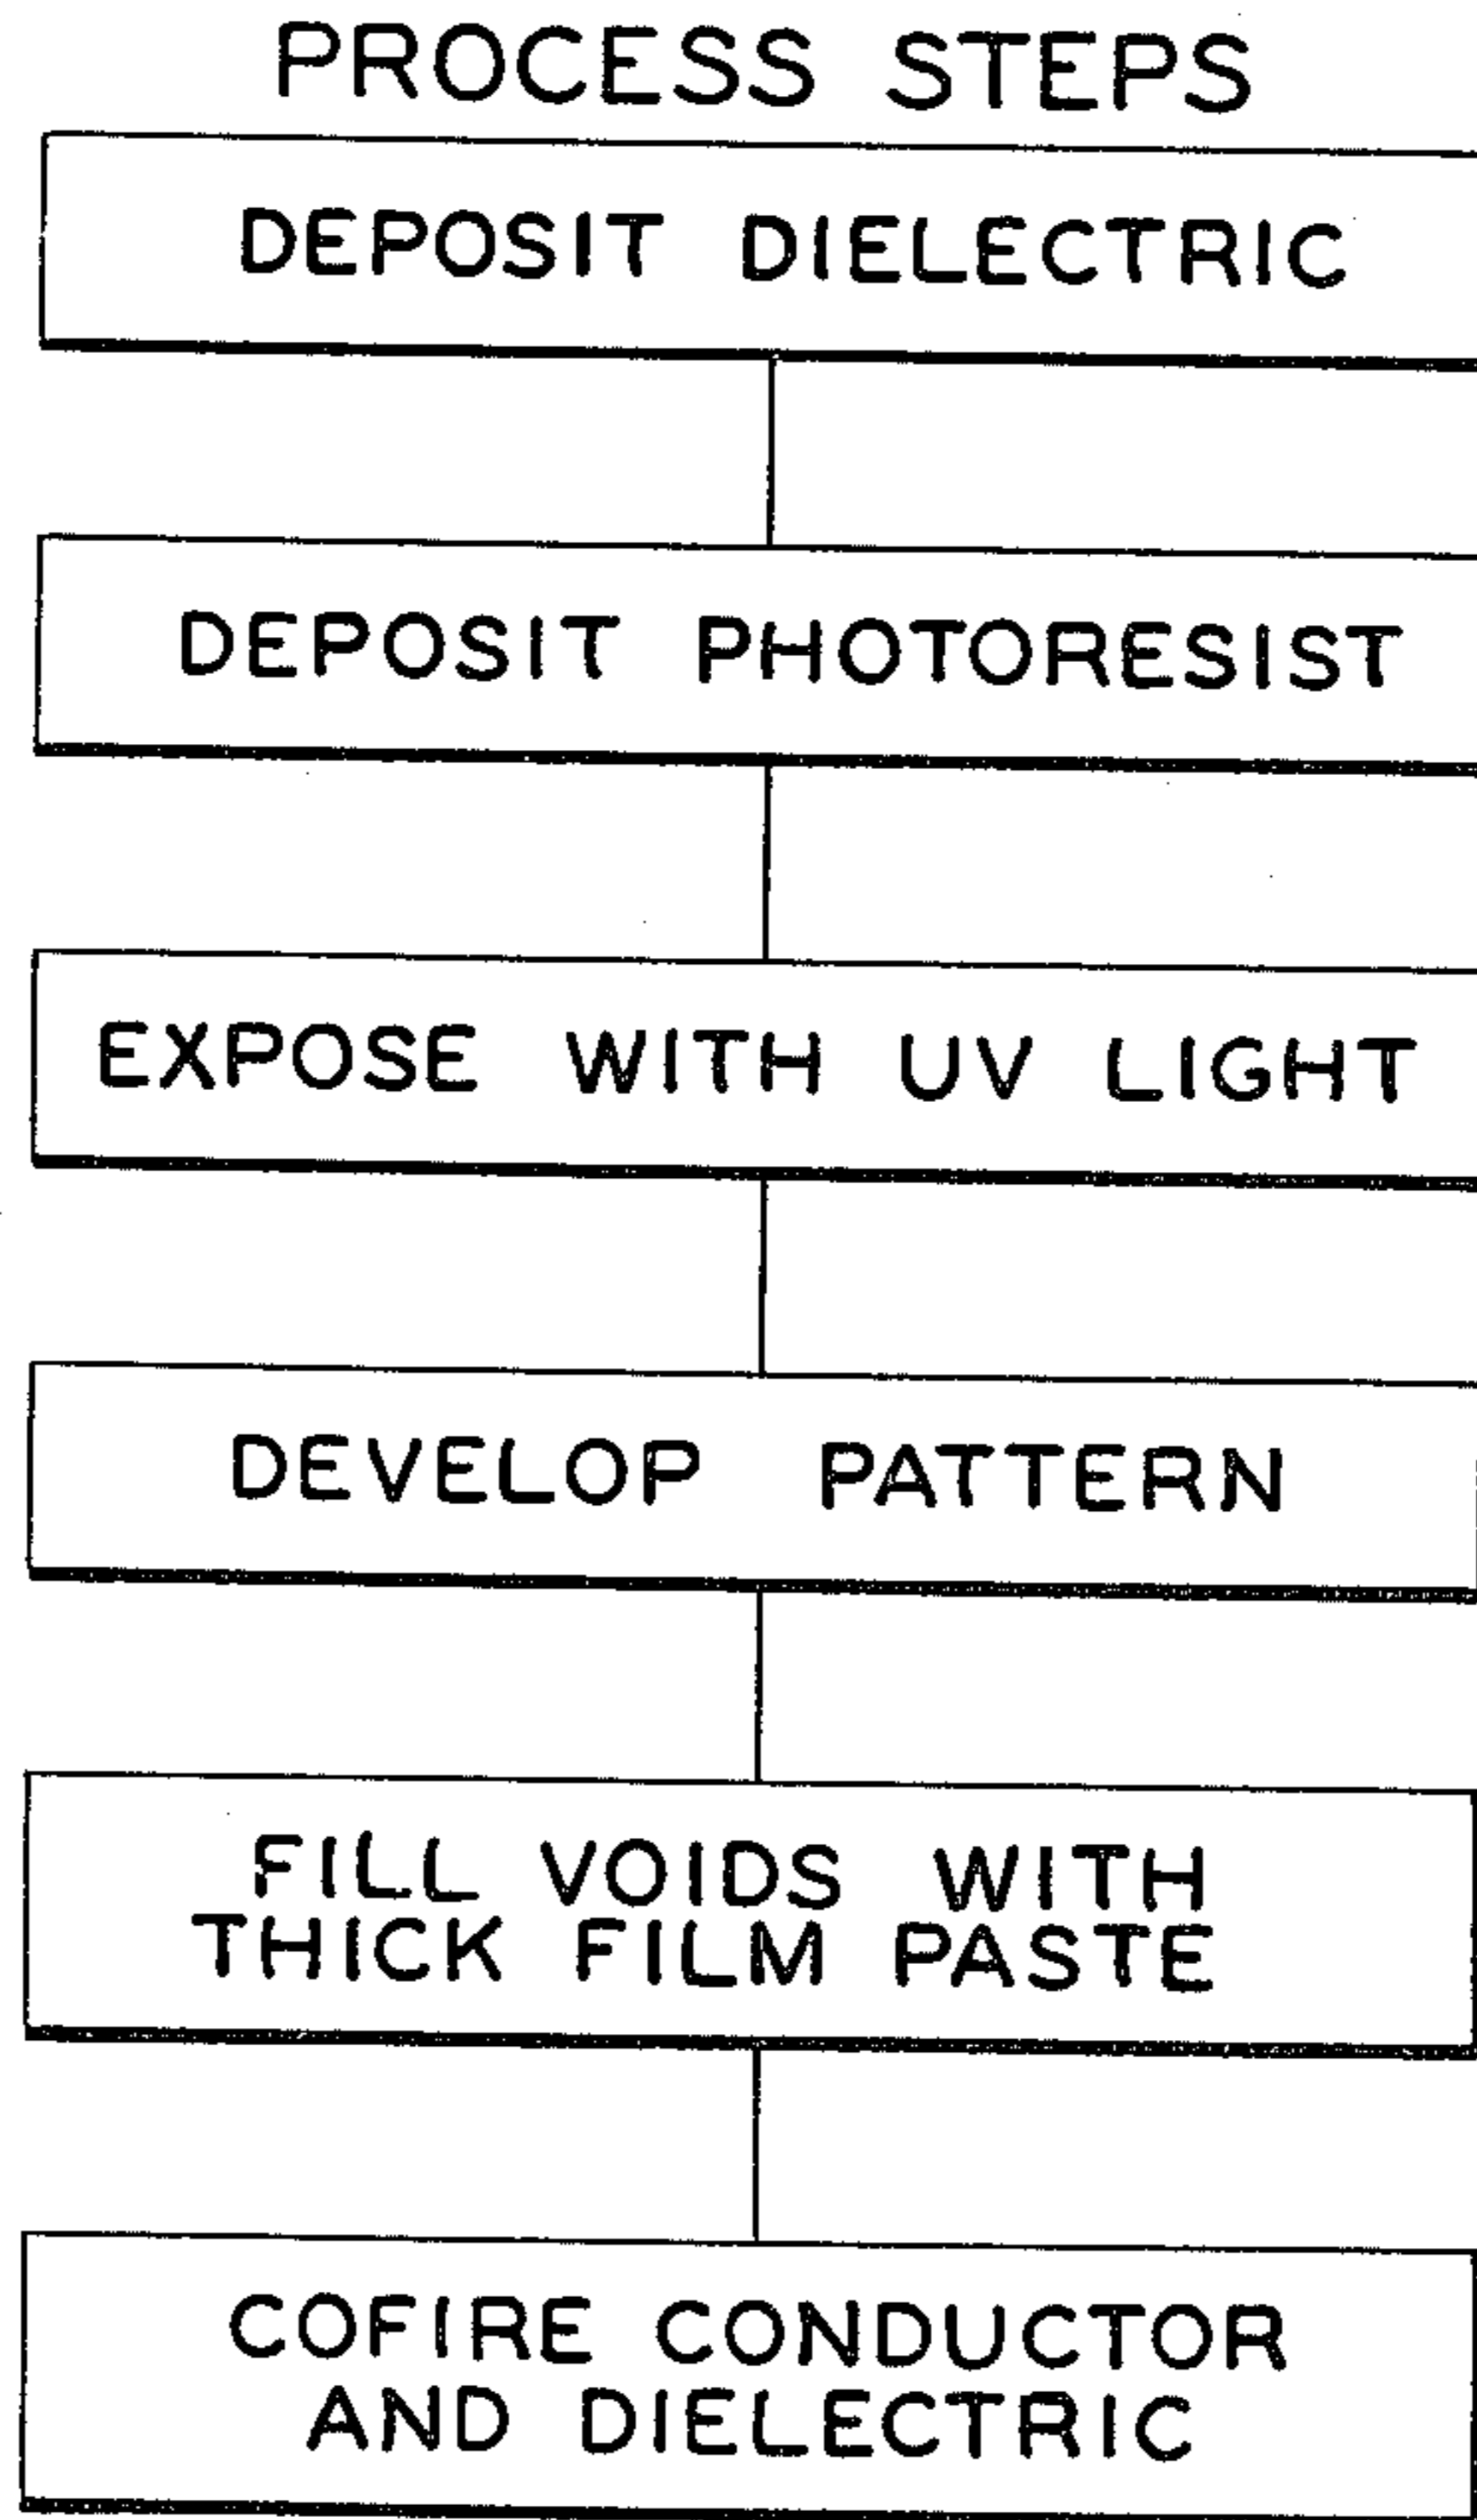 PROCESS STEPS
DEPOSIT DIELECTRIC
DEPOSIT PHOTORESIST
EXPOSE WITH UV LIGHT
DEVELOP PATTERN
FILL VOIDS WITH
THICK FILM PASTE
COFIRE CONDUCTOR
AND DIELECTRIC